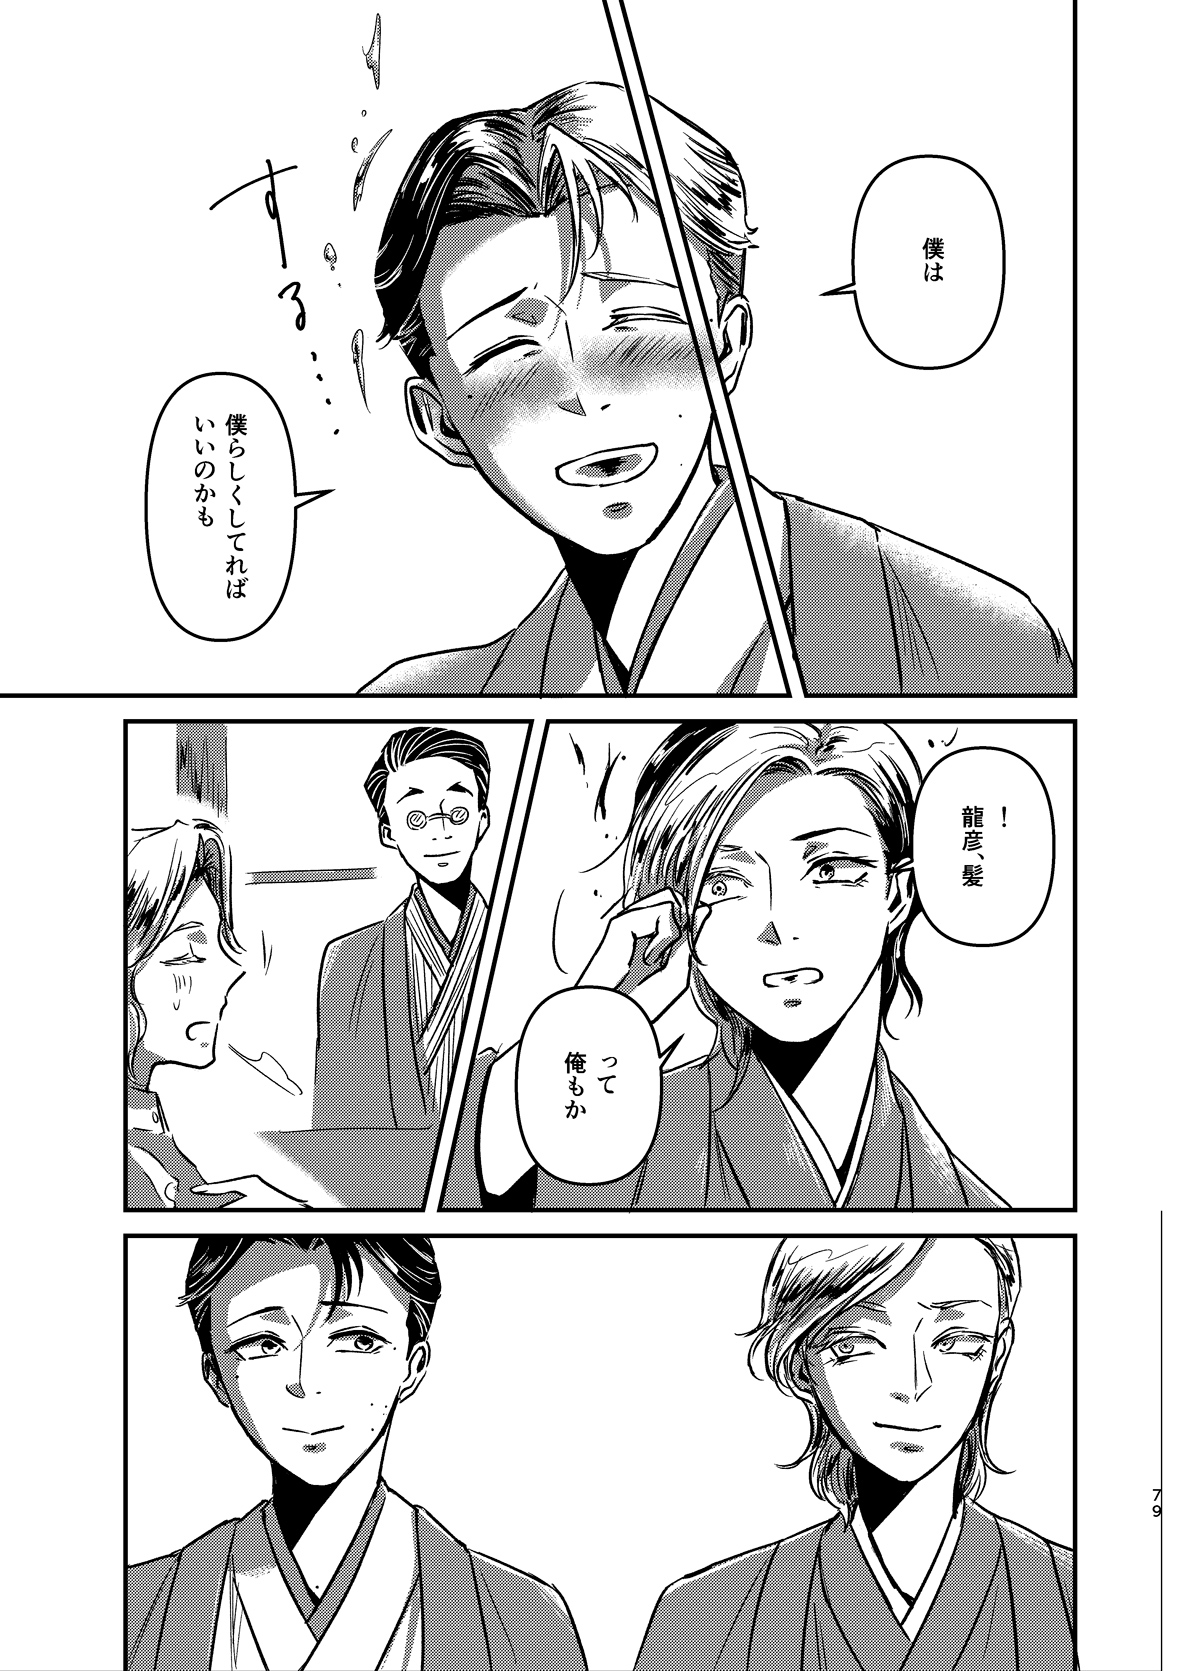 僕は
する…‥
僕らしくしてれば
いいのかも
！
龍彦、髪
って
俺もか
79